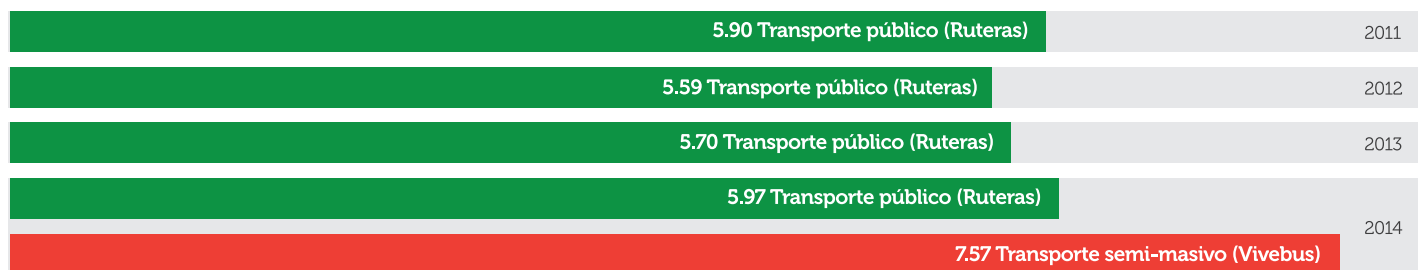 5.90 Transporte público (Ruteras)
2011
5.59 Transporte público (Ruteras)
2012
5.70 Transporte público (Ruteras)
2013
5.97 Transporte público (Ruteras)
2014
7.57 Transporte semi-masivo (Vivebus)